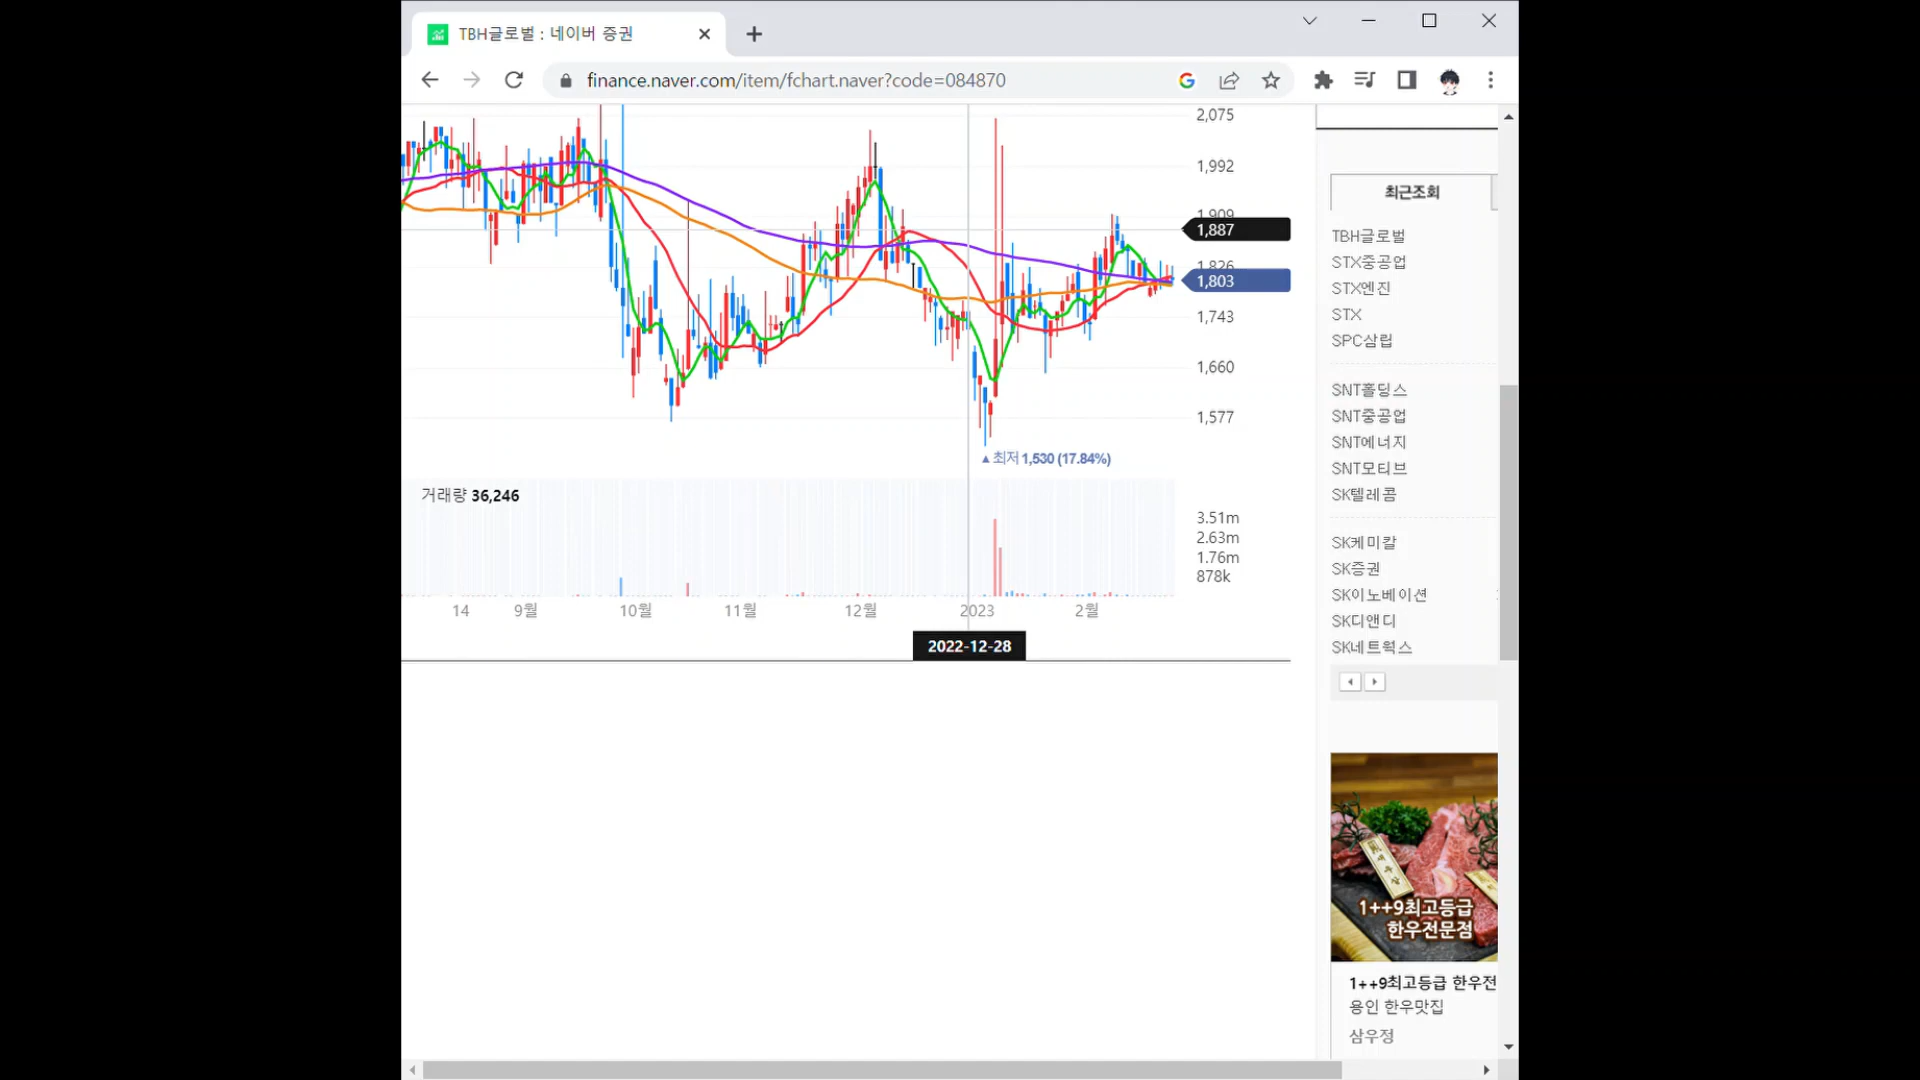 TBH글로벌 : 네이버 증권
finance.naver.com/item/fchart.naver?code=084870
2,075
1,992
1,909
1,887
1,826
1,803
1,743
1,660
1,577
▲최저 1,530 (17.84%)
거래량 36,246
3.51m
2.63m
1.76m
878k
14 9월 10월 11월 12월 2023 2월
2022-12-28
최근조회
TBH글로벌
STX중공업
STX엔진
STX
SPC삼립
SNT홀딩스
SNT중공업
SNT에너지
SNT모티브
SK텔레콤
SK케미칼
SK증권
SK이노베이션
SK디앤디
SK네트웍스
1++9최고등급
한우전문점
1++9최고등급 한우전
용인 한우맛집
삼우정